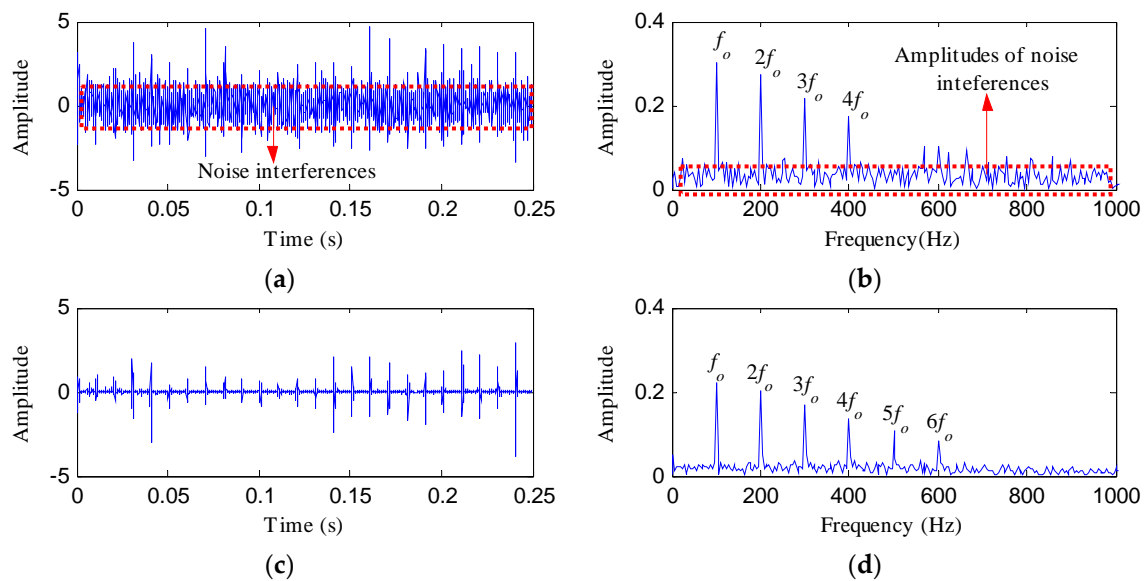 5
0
-5
Amplitude
Noise interferences
0 0.05 0.1 0.15 0.2 0.25
Time (s)
(a)
0.4
0.2
0
Amplitude
fo
2fo
3fo
4fo
Amplitudes of noise
inteferences
0 200 400 600 800 1000
Frequency(Hz)
(b)
5
0
-5
Amplitude
0 0.05 0.1 0.15 0.2 0.25
Time (s)
(c)
0.4
0.2
0
Amplitude
fo
2fo
3fo
4fo
5fo
6fo
0 200 400 600 800 1000
Frequency (Hz)
(d)